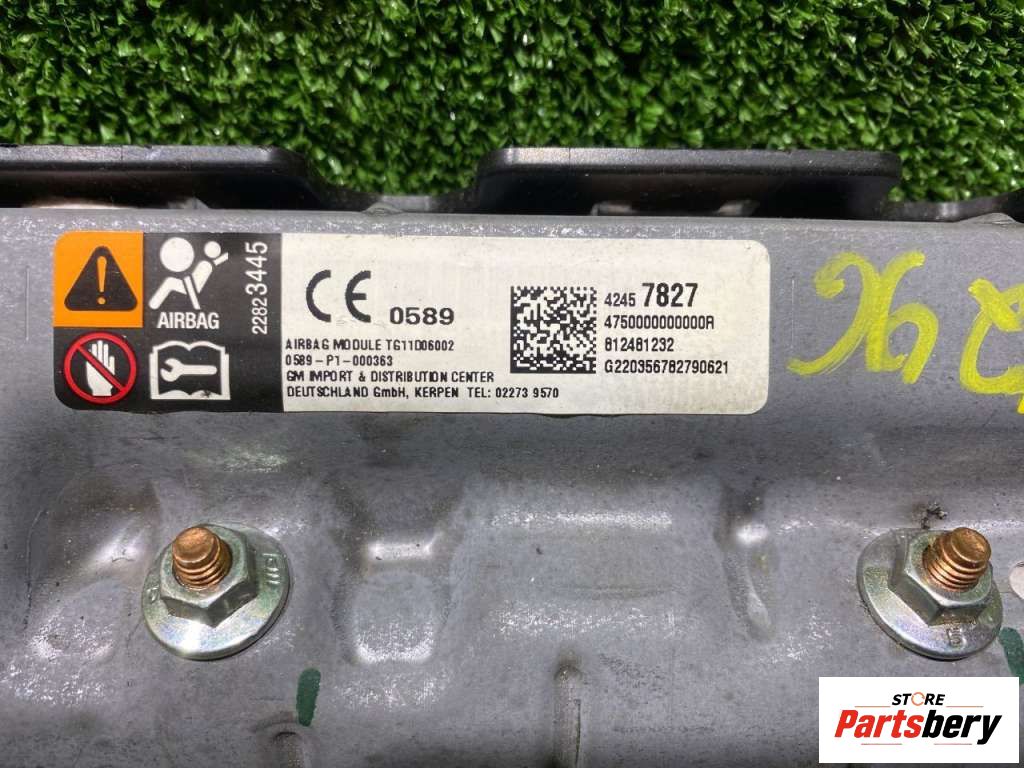 AIRBAG
22823445
CE 0589
AIRBAG MODULE TG11D06002
0589-P1-000363
GM IMPORT & DISTRIBUTION CENTER
DEUTSCHLAND GmbH, KERPEN TEL: 02273 9570
4245 7827
4750000000000R
812481232
G220356782790621
96
STORE
Partsbery